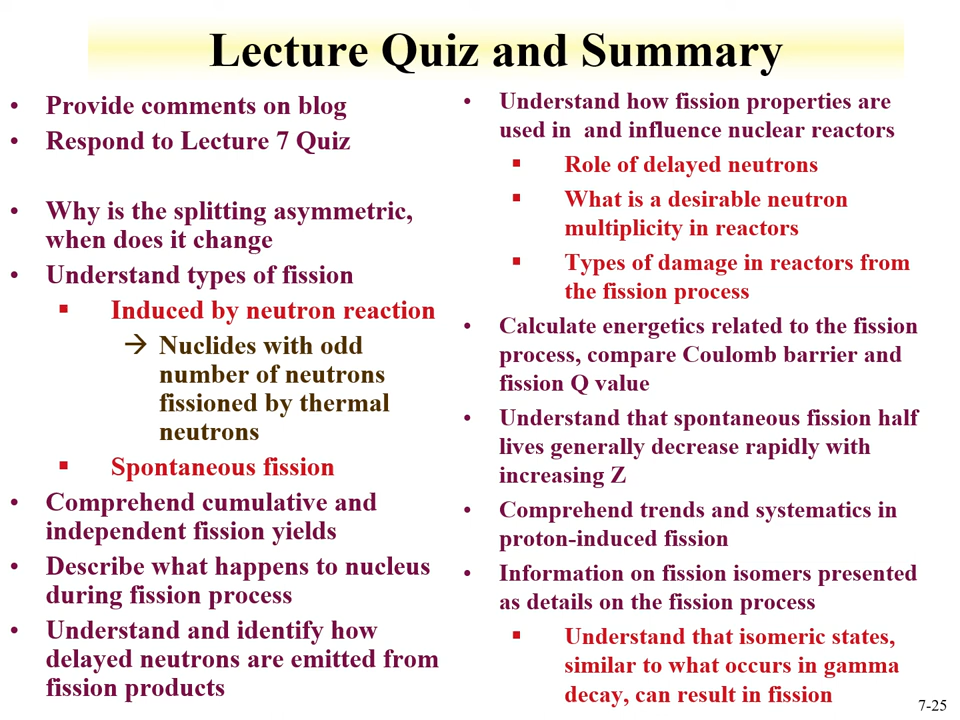 Lecture Quiz and Summary
• Provide comments on blog
• Respond to Lecture 7 Quiz
• Why is the splitting asymmetric,
when does it change
• Understand types of fission
▪ Induced by neutron reaction
→ Nuclides with odd
number of neutrons
fissioned by thermal
neutrons
▪ Spontaneous fission
• Comprehend cumulative and
independent fission yields
• Describe what happens to nucleus
during fission process
• Understand and identify how
delayed neutrons are emitted from
fission products
• Understand how fission properties are
used in  and influence nuclear reactors
▪ Role of delayed neutrons
▪ What is a desirable neutron
multiplicity in reactors
▪ Types of damage in reactors from
the fission process
• Calculate energetics related to the fission
process, compare Coulomb barrier and
fission Q value
• Understand that spontaneous fission half
lives generally decrease rapidly with
increasing Z
• Comprehend trends and systematics in
proton-induced fission
• Information on fission isomers presented
as details on the fission process
▪ Understand that isomeric states,
similar to what occurs in gamma
decay, can result in fission
7-25